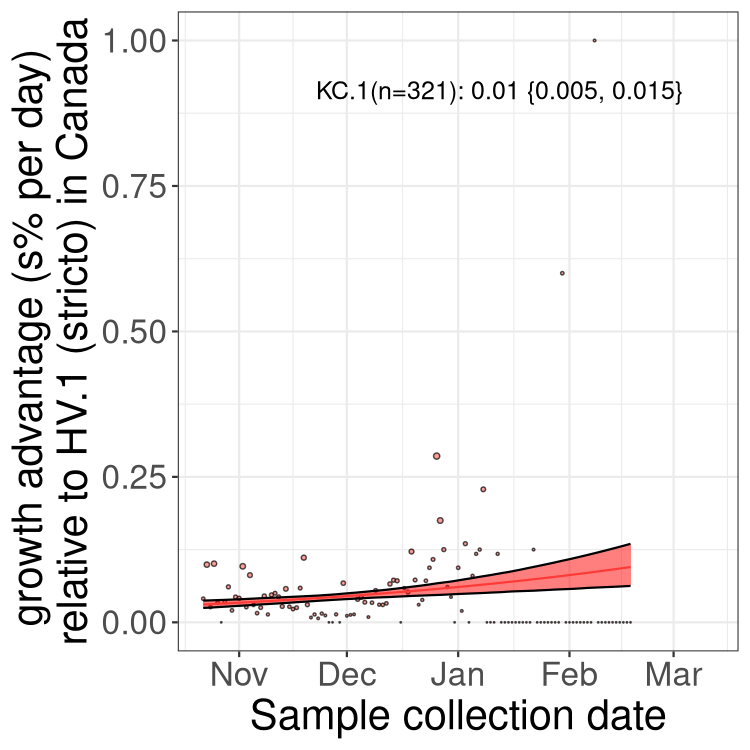 growth advantage (s% per day)
relative to HV.1 (stricto) in Canada
1.00
0.75
0.50
0.25
0.00
KC.1(n=321): 0.01 {0.005, 0.015}
Nov Dec Jan Feb Mar
Sample collection date